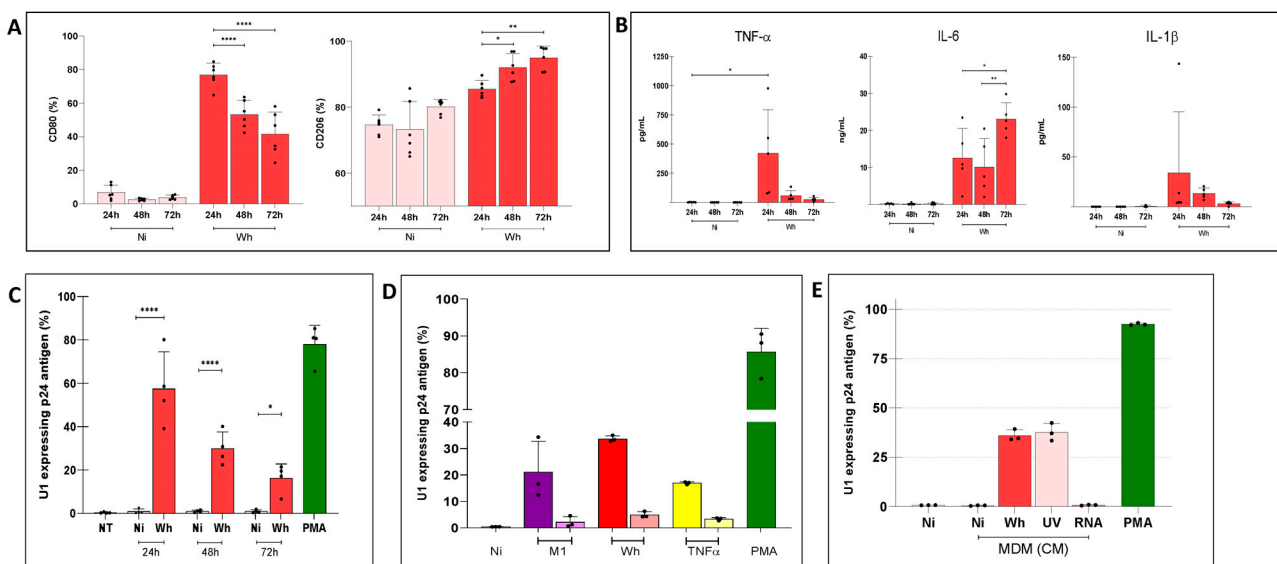 A
CD80 (%)
100
80
60
40
20
0
****
****
24h 48h 72h 24h 48h 72h
Ni Wh
CD206 (%)
100
80
60
**
*
24h 48h 72h 24h 48h 72h
Ni Wh
B
TNF-α
pg/mL
1250
1000
750
500
250
0
*
24h 48h 72h 24h 48h 72h
Ni Wh
IL-6
ng/mL
40
30
20
10
0
*
**
24h 48h 72h 24h 48h 72h
Ni Wh
IL-1β
pg/mL
150
100
50
0
24h 48h 72h 24h 48h 72h
Ni Wh
C
U1 expressing p24 antigen (%)
100
80
60
40
20
0
****
****
*
NT Ni Wh Ni Wh Ni Wh PMA
24h 48h 72h
D
U1 expressing p24 antigen (%)
100
90
80
70
40
30
20
10
0
Ni M1 Wh TNFα PMA
E
U1 expressing p24 antigen (%)
100
75
50
25
0
Ni Ni Wh UV RNA PMA
MDM (CM)